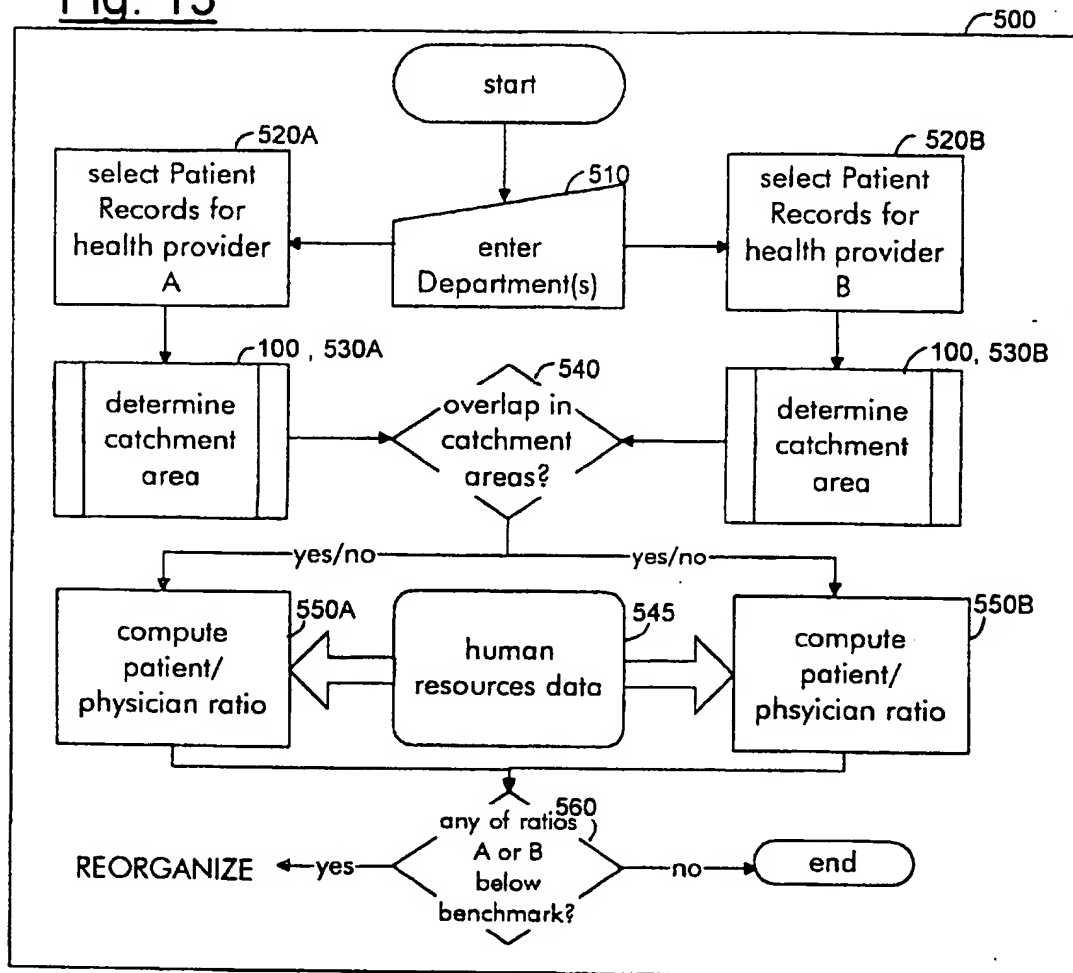 Fig. 13
500
start
520A
select Patient
Records for
health provider
A
510
enter
Department(s)
520B
select Patient
Records for
health provider
B
100 , 530A
determine
catchment
area
540
overlap in
catchment
areas?
100, 530B
determine
catchment
area
yes/no
yes/no
550A
compute
patient/
physician ratio
545
human
resources data
550B
compute
patient/
phsyician ratio
560
any of ratios
A or B
below
benchmark?
REORGANIZE
yes
no
end